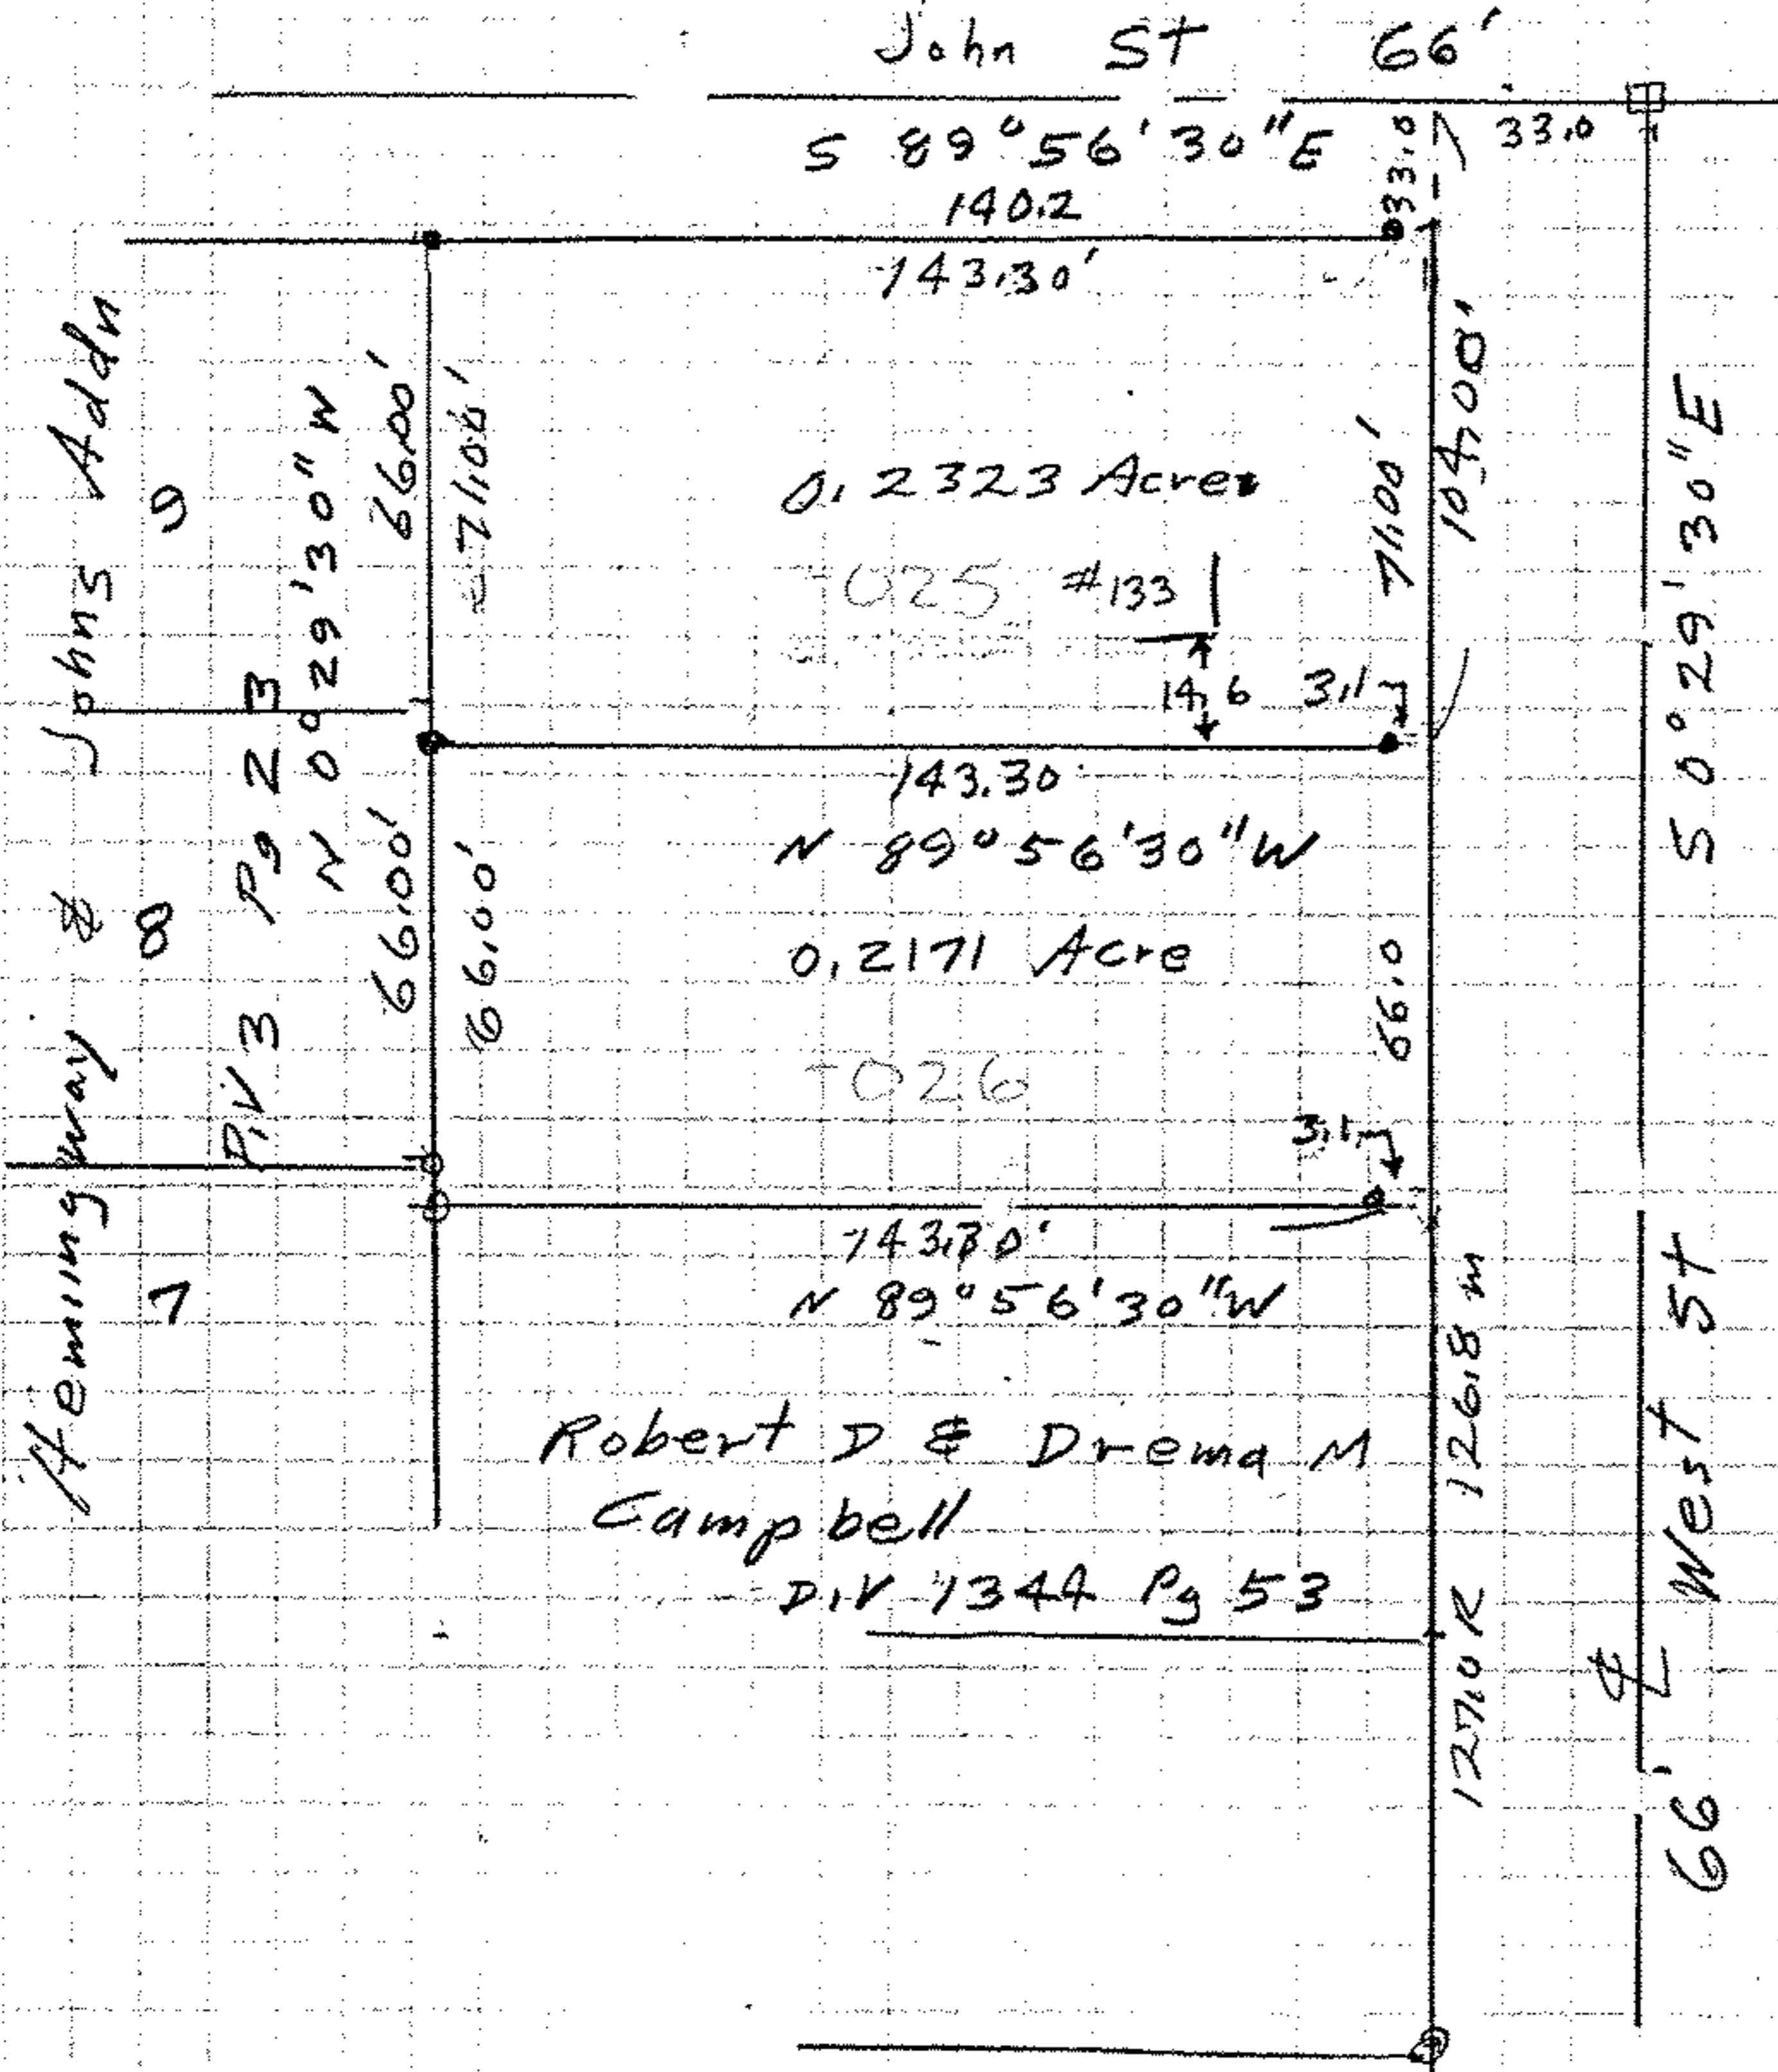 John St 66'
S 89°56'30"E
33.0
33.0
140.2
143.30'
Hemingway & Johns Addn
9
P.V 3 Pg 23
N 0°29'30"W
66.00'
71.00'
0.2323 Acre
71.00'
104.00'
S 0°29'30"E
-025 #133
14.6
3.1
143.30
N 89°56'30"W
8
66.00'
66.00'
0.2171 Acre
66.0
-026
3.1
143.30'
N 89°56'30"W
7
Robert D & Drema M
Campbell
D.V 1344 Pg 53
127.0 R 126.8 m
66' ℄ West St